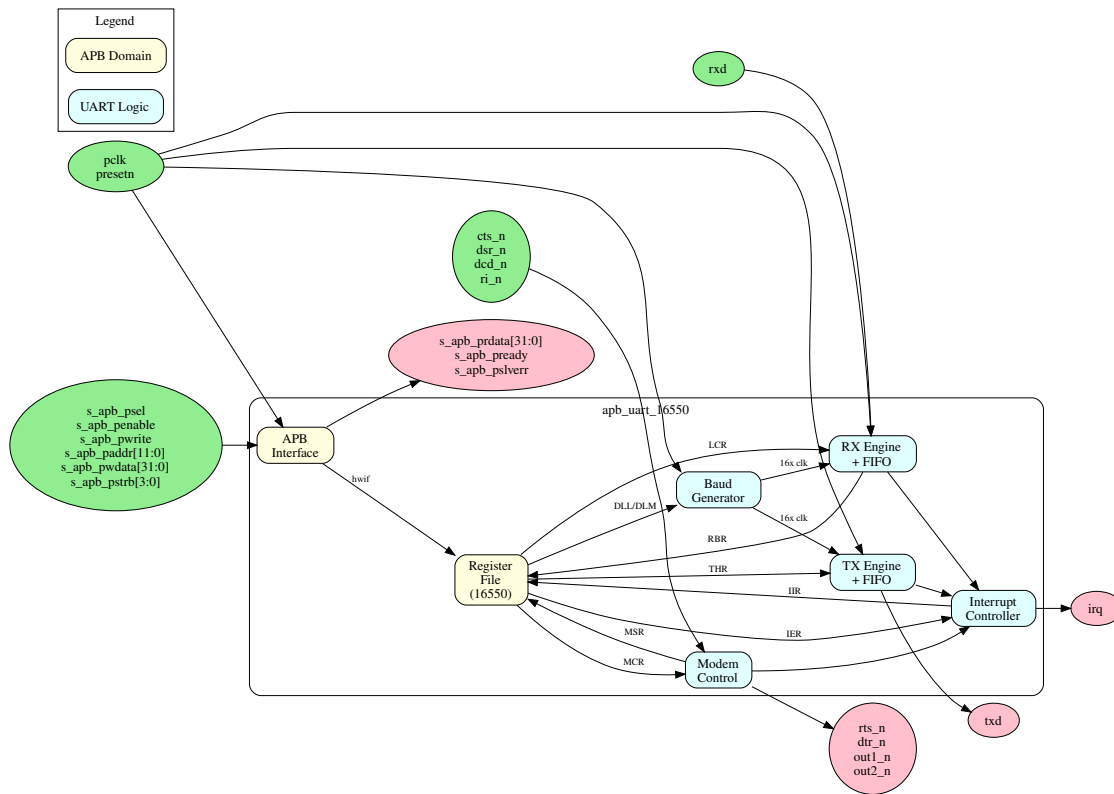 Legend
APB Domain
UART Logic
rxd
pclk
presetn
cts_n
dsr_n
dcd_n
ri_n
s_apb_prdata[31:0]
s_apb_pready
s_apb_pslverr
s_apb_psel
s_apb_penable
s_apb_pwrite
s_apb_paddr[11:0]
s_apb_pwdata[31:0]
s_apb_pstrb[3:0]
apb_uart_16550
APB
Interface
hwif
LCR
RX Engine
+ FIFO
16x clk
Baud
Generator
DLL/DLM
16x clk
RBR
Register
File
(16550)
THR
TX Engine
+ FIFO
IIR
Interrupt
Controller
irq
IER
MSR
MCR
Modem
Control
txd
rts_n
dtr_n
out1_n
out2_n